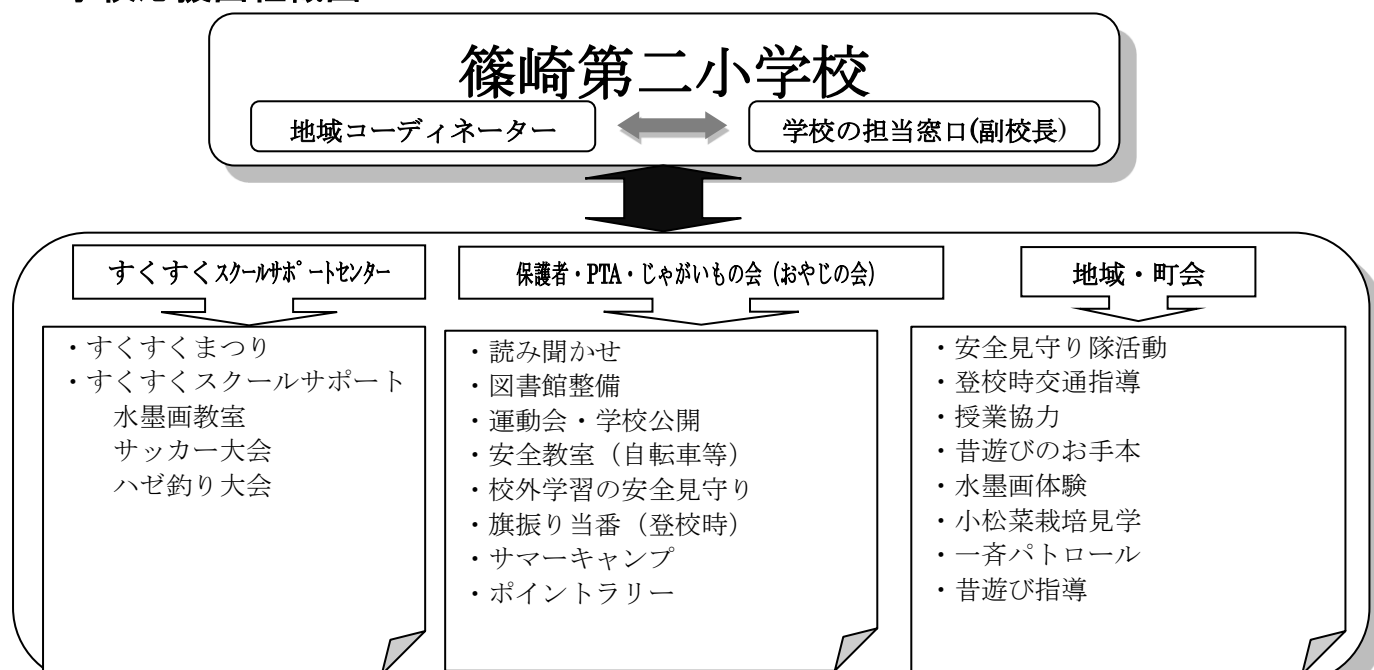 篠崎第二小学校
地域コーディネーター
学校の担当窓口(副校長)
すくすくスクールサポートセンター
・すくすくまつり
・すくすくスクールサポート
水墨画教室
サッカー大会
ハゼ釣り大会
保護者・PTA・じゃがいもの会(おやじの会)
・読み聞かせ
・図書館整備
・運動会・学校公開
・安全教室（自転車等）
・校外学習の安全見守り
・旗振り当番（登校時）
・サマーキャンプ
・ポイントラリー
地域・町会
・安全見守り隊活動
・登校時交通指導
・授業協力
・昔遊びのお手本
・水墨画体験
・小松菜栽培見学
・一斉パトロール
・昔遊び指導